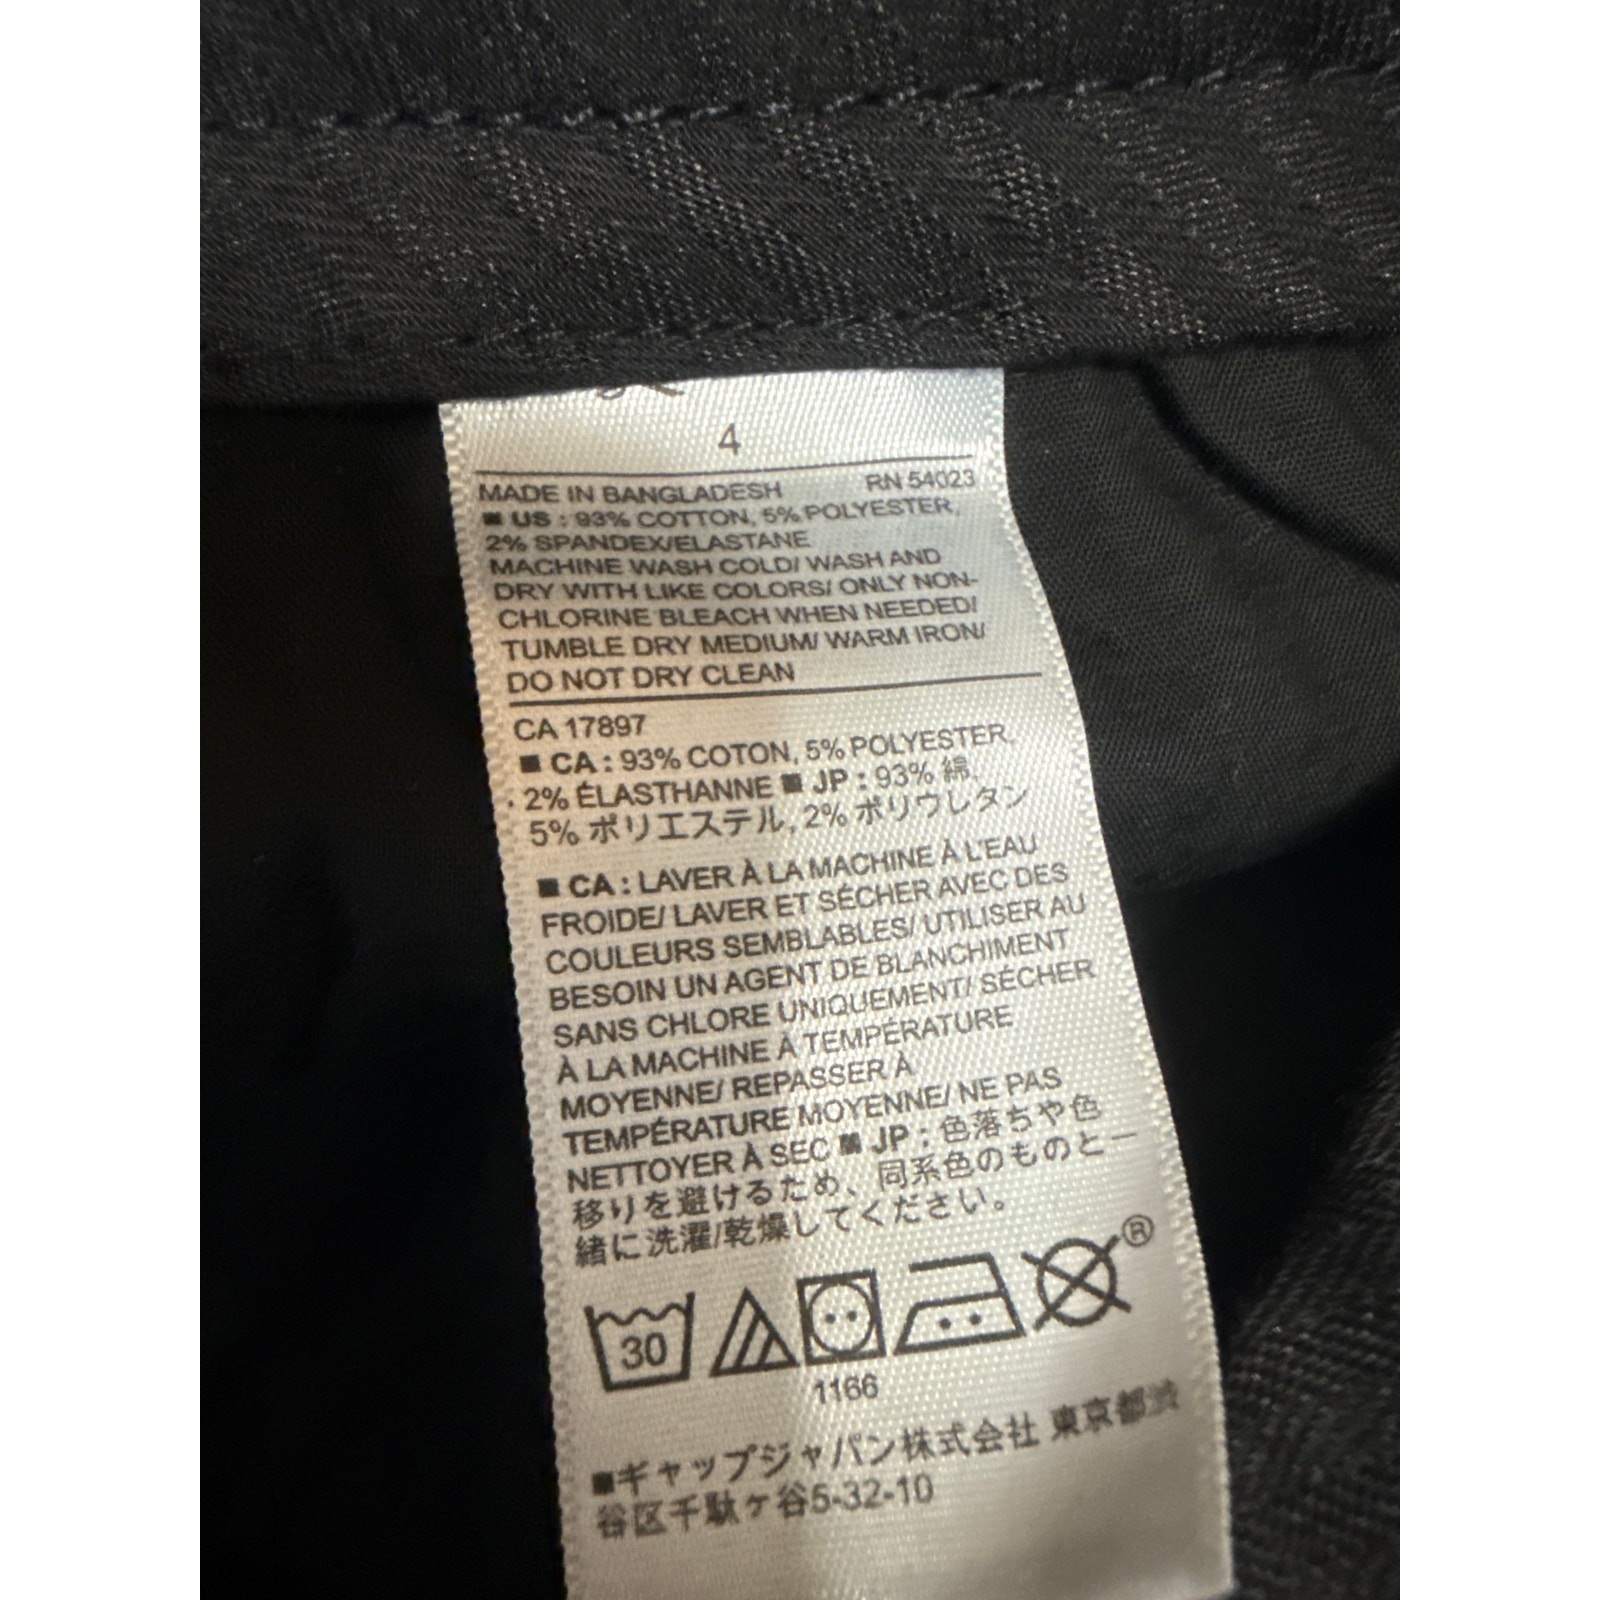 4
MADE IN BANGLADESH RN 54023
■ US : 93% COTTON, 5% POLYESTER,
2% SPANDEX/ELASTANE
MACHINE WASH COLD/ WASH AND
DRY WITH LIKE COLORS/ ONLY NON-
CHLORINE BLEACH WHEN NEEDED/
TUMBLE DRY MEDIUM/ WARM IRON/
DO NOT DRY CLEAN
CA 17897
■ CA : 93% COTON, 5% POLYESTER,
2% ÉLASTHANNE ■ JP : 93% 綿,
5% ポリエステル, 2% ポリウレタン
■ CA : LAVER À LA MACHINE À L'EAU
FROIDE/ LAVER ET SÉCHER AVEC DES
COULEURS SEMBLABLES/ UTILISER AU
BESOIN UN AGENT DE BLANCHIMENT
SANS CHLORE UNIQUEMENT/ SÉCHER
À LA MACHINE À TEMPÉRATURE
MOYENNE/ REPASSER À
TEMPÉRATURE MOYENNE/ NE PAS
NETTOYER À SEC ■ JP : 色落ちや色
移りを避けるため、同系色のものと一
緒に洗濯/乾燥してください。
30
®
1166
■ギャップジャパン株式会社 東京都渋
谷区千駄ヶ谷5-32-10